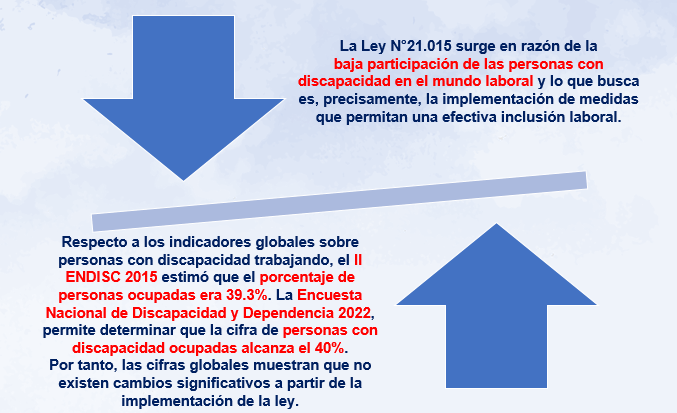 La Ley N°21.015 surge en razón de la
baja participación de las personas con
discapacidad en el mundo laboral y lo que busca
es, precisamente, la implementación de medidas
que permitan una efectiva inclusión laboral.
Respecto a los indicadores globales sobre
personas con discapacidad trabajando, el II
ENDISC 2015 estimó que el porcentaje de
personas ocupadas era 39.3%. La Encuesta
Nacional de Discapacidad y Dependencia 2022,
permite determinar que la cifra de personas con
discapacidad ocupadas alcanza el 40%.
Por tanto, las cifras globales muestran que no
existen cambios significativos a partir de la
implementación de la ley.